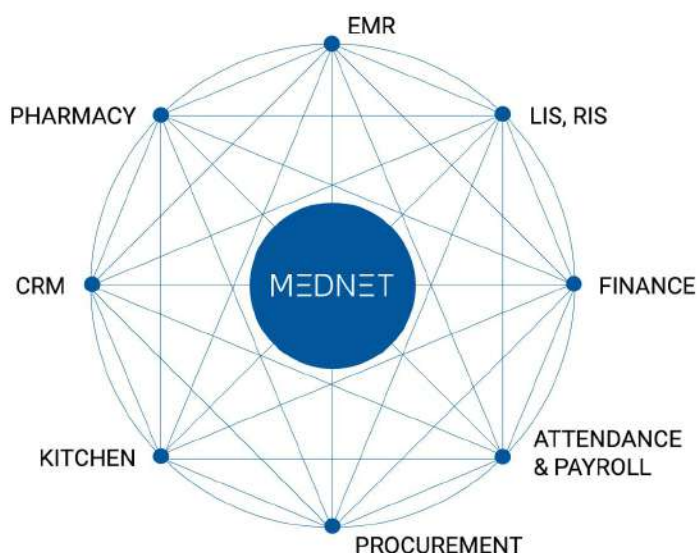 EMR
PHARMACY
LIS, RIS
MEDNET
CRM
FINANCE
KITCHEN
ATTENDANCE
& PAYROLL
PROCUREMENT